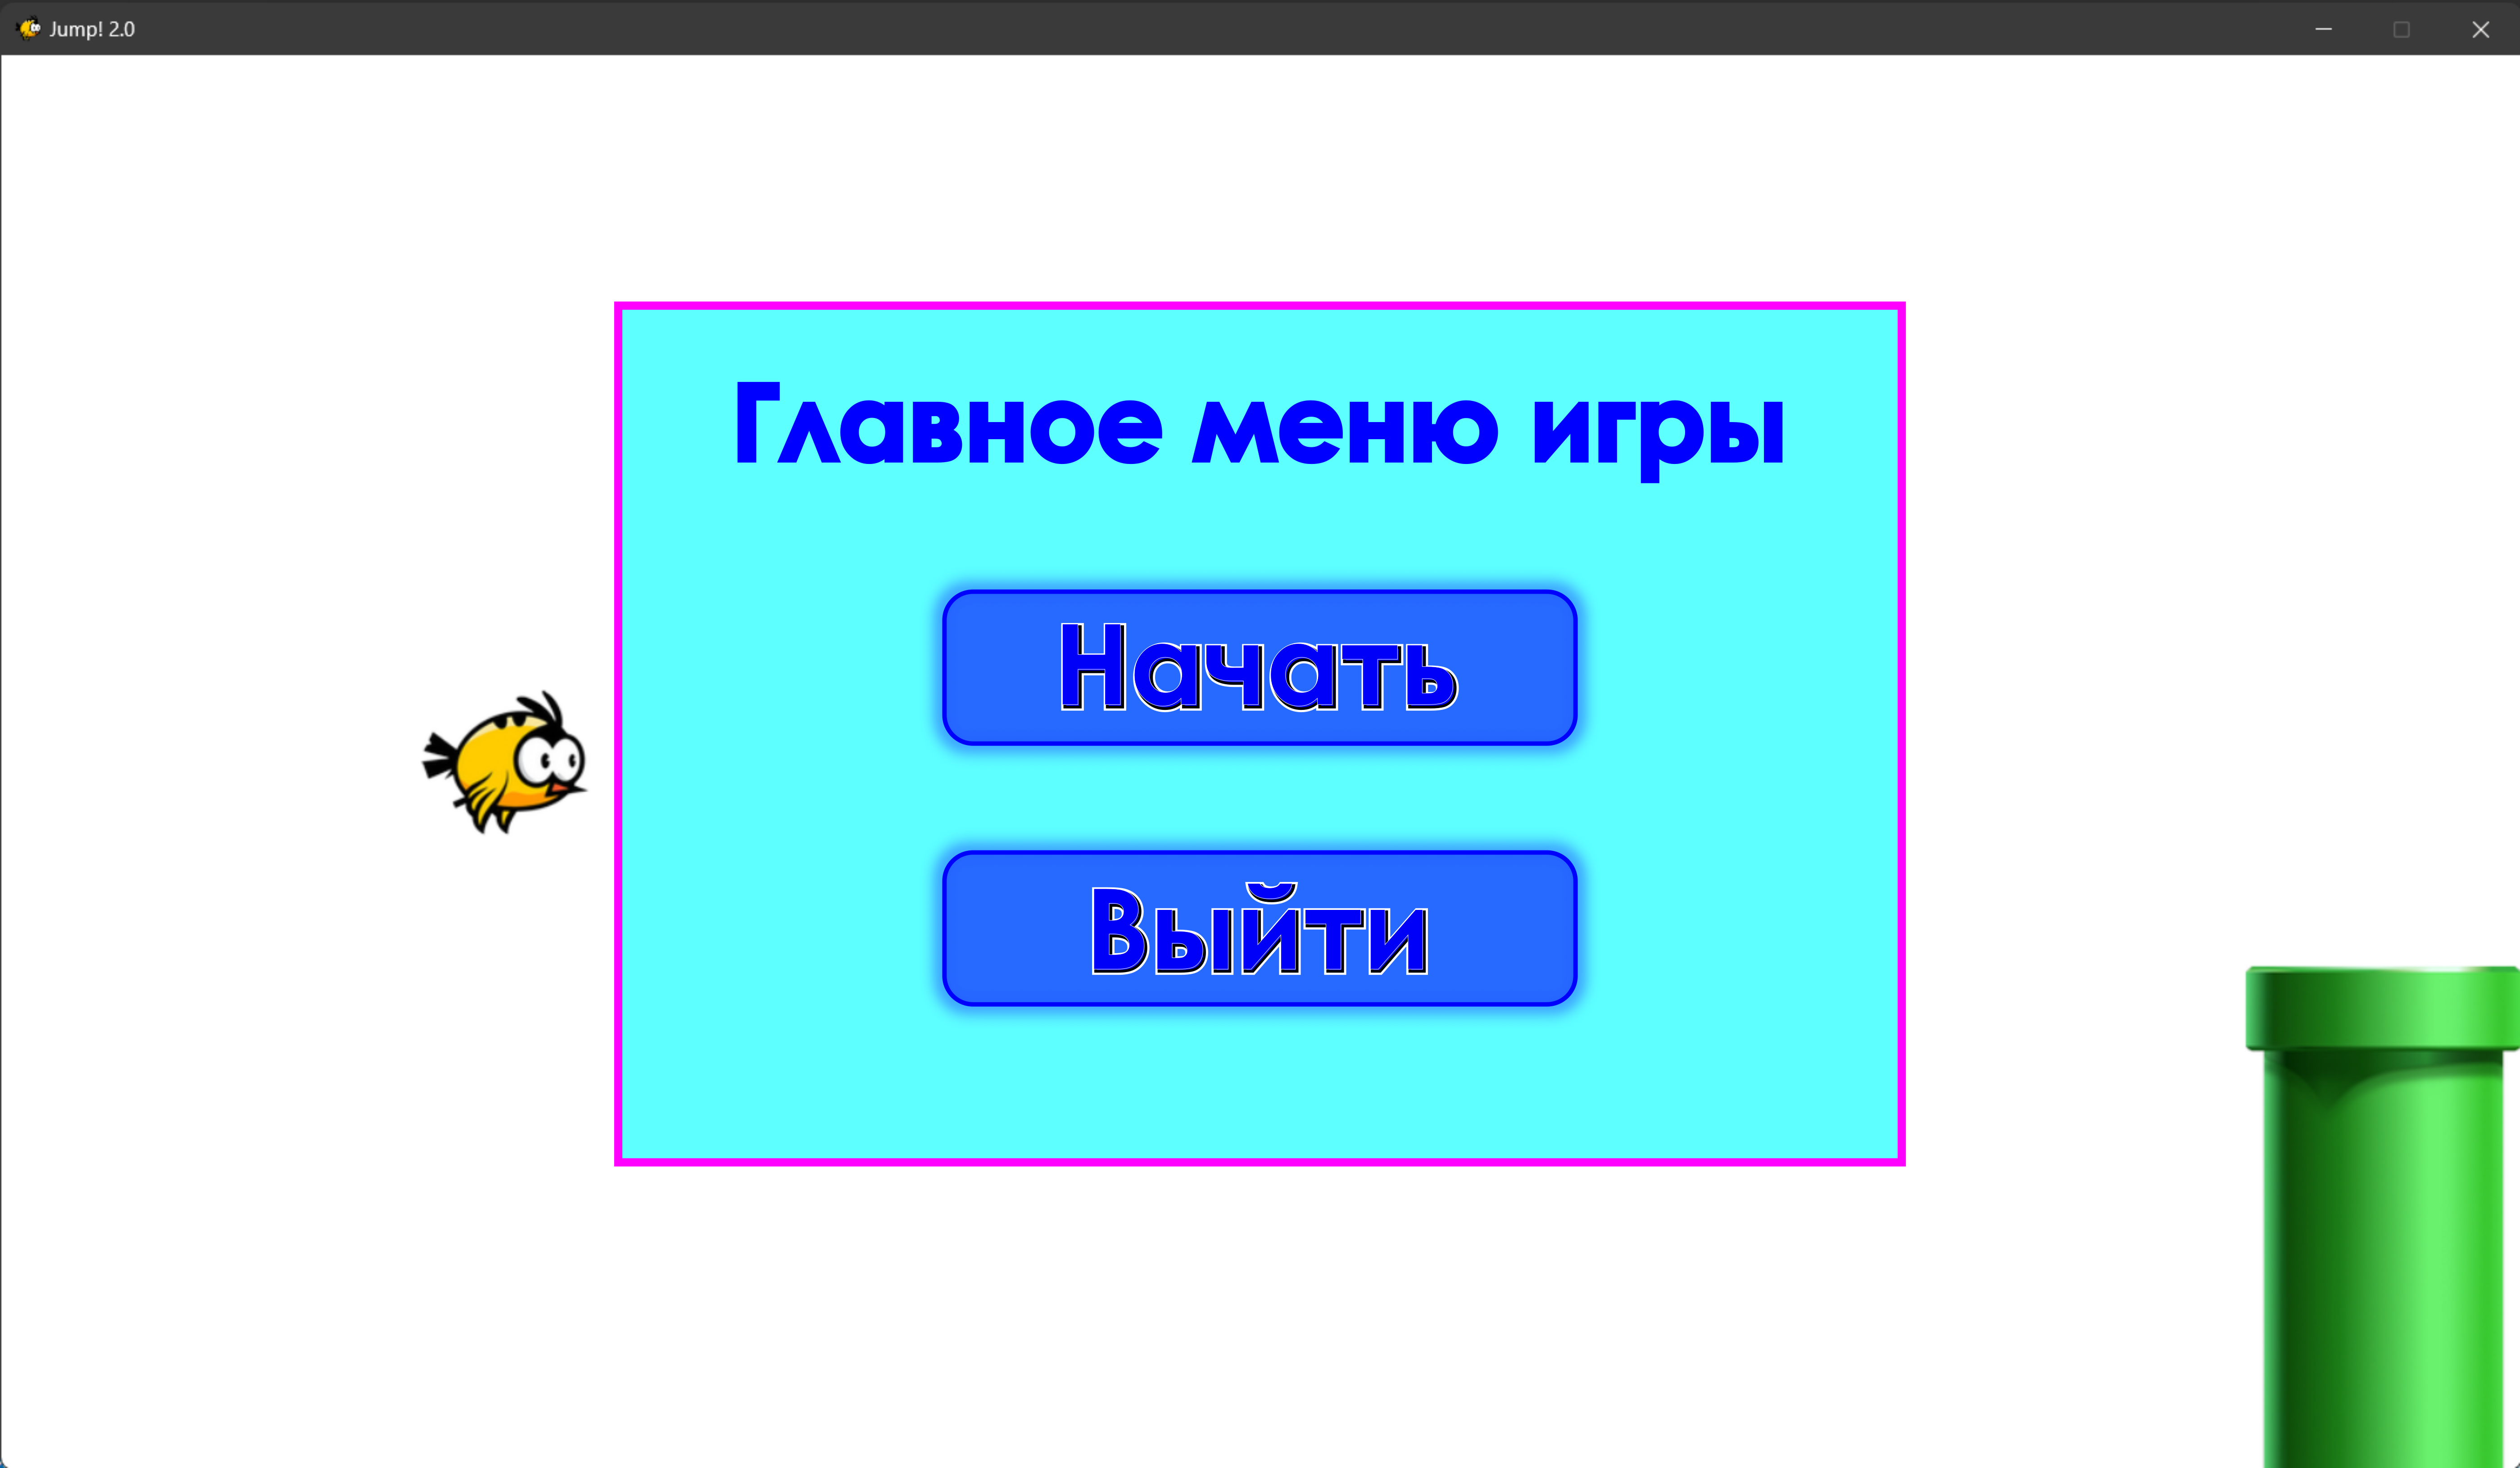 Jump! 2.0
Главное меню игры
Начать
Выйти